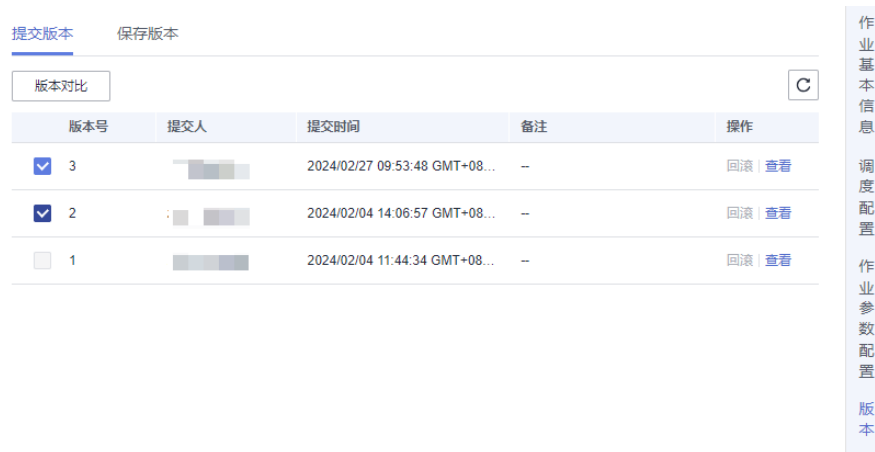 提交版本 保存版本
版本对比
版本号 提交人 提交时间 备注 操作
3 2024/02/27 09:53:48 GMT+08... -- 回滚 查看
2 2024/02/04 14:06:57 GMT+08... -- 回滚 查看
1 2024/02/04 11:44:34 GMT+08... -- 回滚 查看
作业基本信息
调度配置
作业参数配置
版本